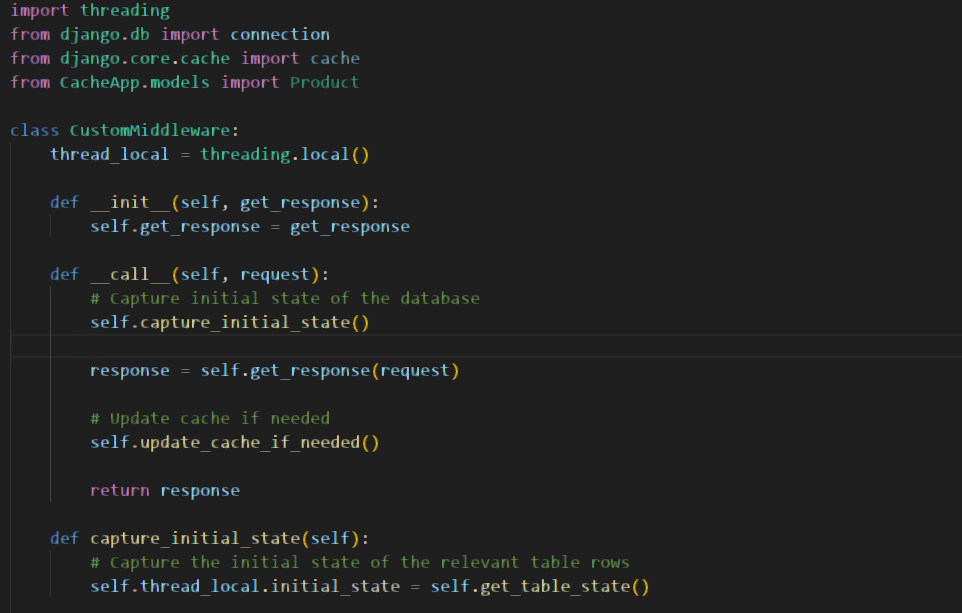 import threading
from django.db import connection
from django.core.cache import cache
from CacheApp.models import Product
class CustomMiddleware:
    thread_local = threading.local()
    def __init__(self, get_response):
        self.get_response = get_response
    def __call__(self, request):
        # Capture initial state of the database
        self.capture_initial_state()
        response = self.get_response(request)
        # Update cache if needed
        self.update_cache_if_needed()
        return response
    def capture_initial_state(self):
        # Capture the initial state of the relevant table rows
        self.thread_local.initial_state = self.get_table_state()